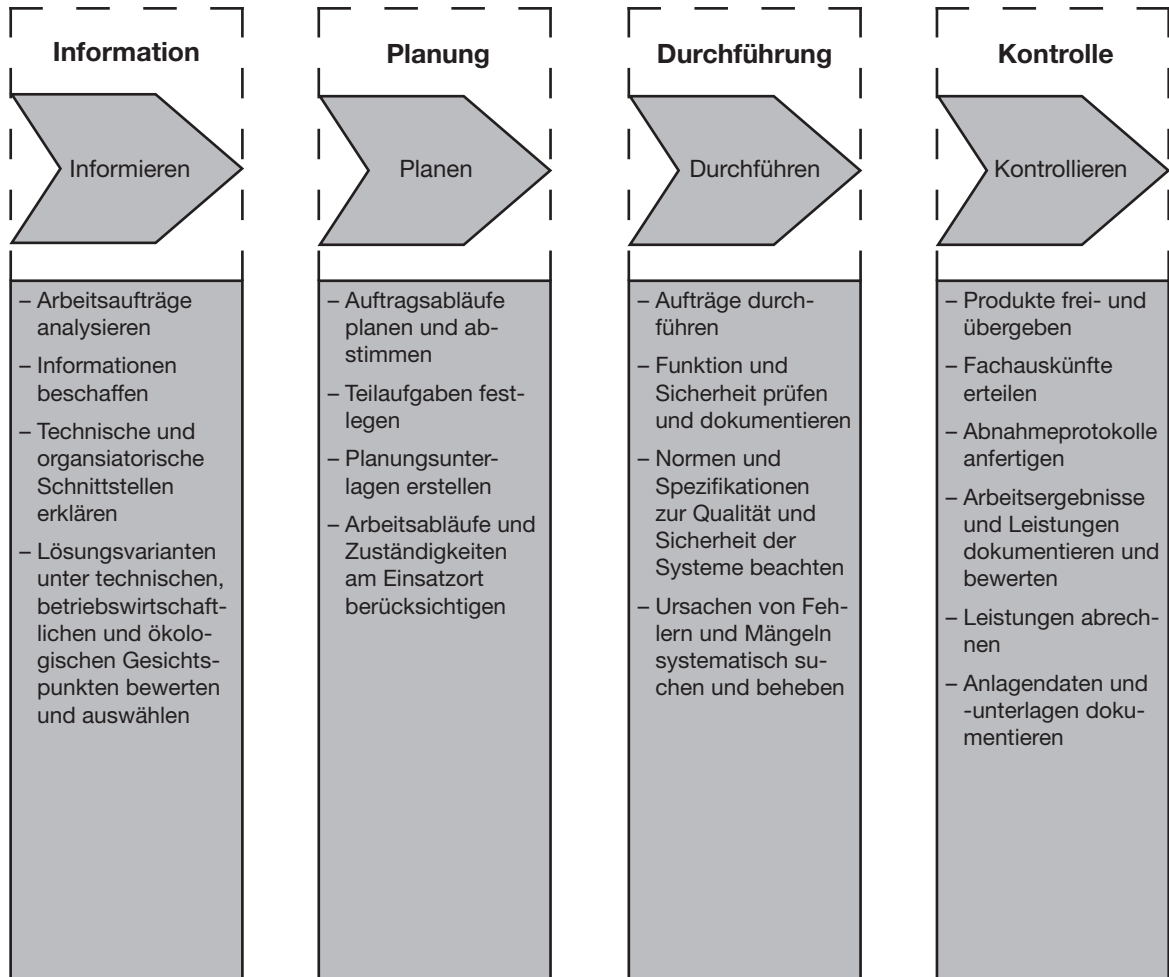 Information
Informieren
– Arbeitsaufträge
analysieren
– Informationen
beschaffen
– Technische und
organsiatorische
Schnittstellen
erklären
– Lösungsvarianten
unter technischen,
betriebswirtschaft-
lichen und ökolo-
gischen Gesichts-
punkten bewerten
und auswählen
Planung
Planen
– Auftragsabläufe
planen und ab-
stimmen
– Teilaufgaben fest-
legen
– Planungsunter-
lagen erstellen
– Arbeitsabläufe und
Zuständigkeiten
am Einsatzort
berücksichtigen
Durchführung
Durchführen
– Aufträge durch-
führen
– Funktion und
Sicherheit prüfen
und dokumentieren
– Normen und
Spezifikationen
zur Qualität und
Sicherheit der
Systeme beachten
– Ursachen von Feh-
lern und Mängeln
systematisch su-
chen und beheben
Kontrolle
Kontrollieren
– Produkte frei- und
übergeben
– Fachauskünfte
erteilen
– Abnahmeprotokolle
anfertigen
– Arbeitsergebnisse
und Leistungen
dokumentieren und
bewerten
– Leistungen abrech-
nen
– Anlagendaten und
-unterlagen doku-
mentieren